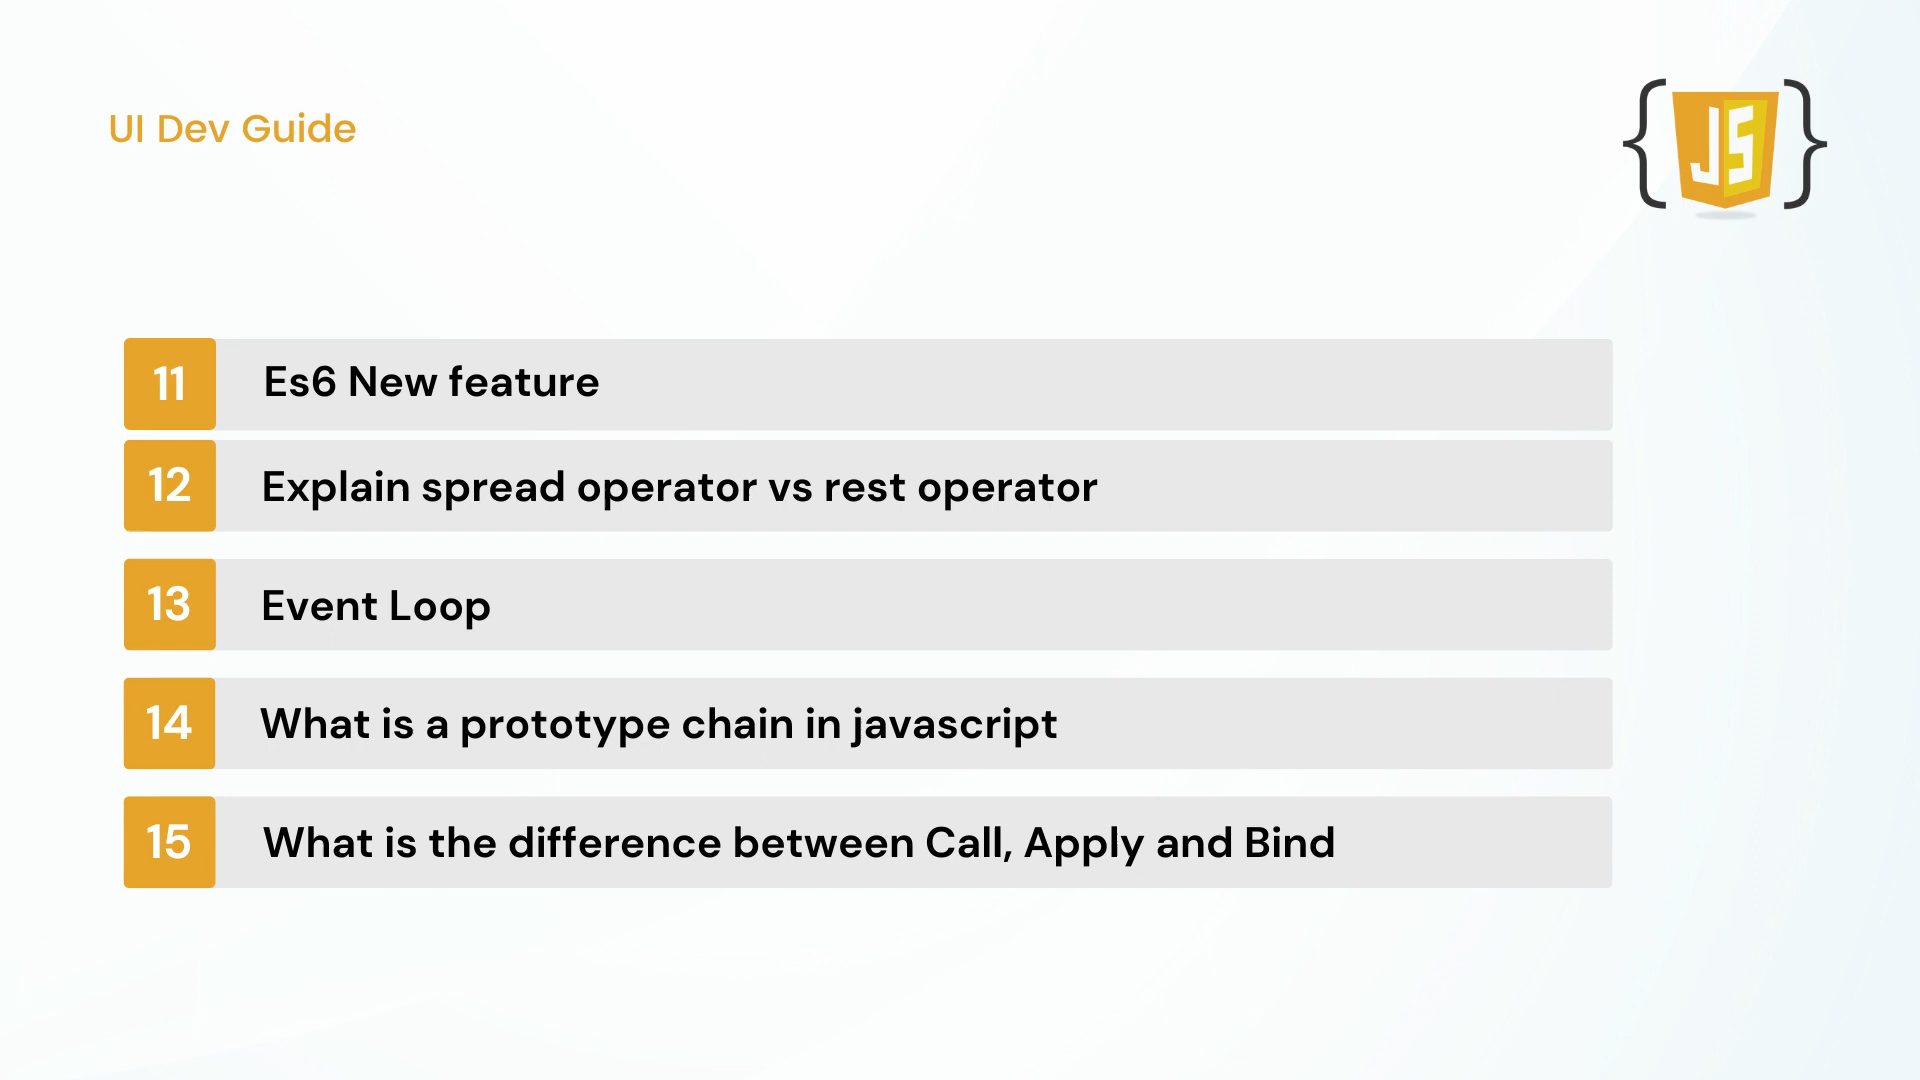 UI Dev Guide
JS
11 Es6 New feature
12 Explain spread operator vs rest operator
13 Event Loop
14 What is a prototype chain in javascript
15 What is the difference between Call, Apply and Bind